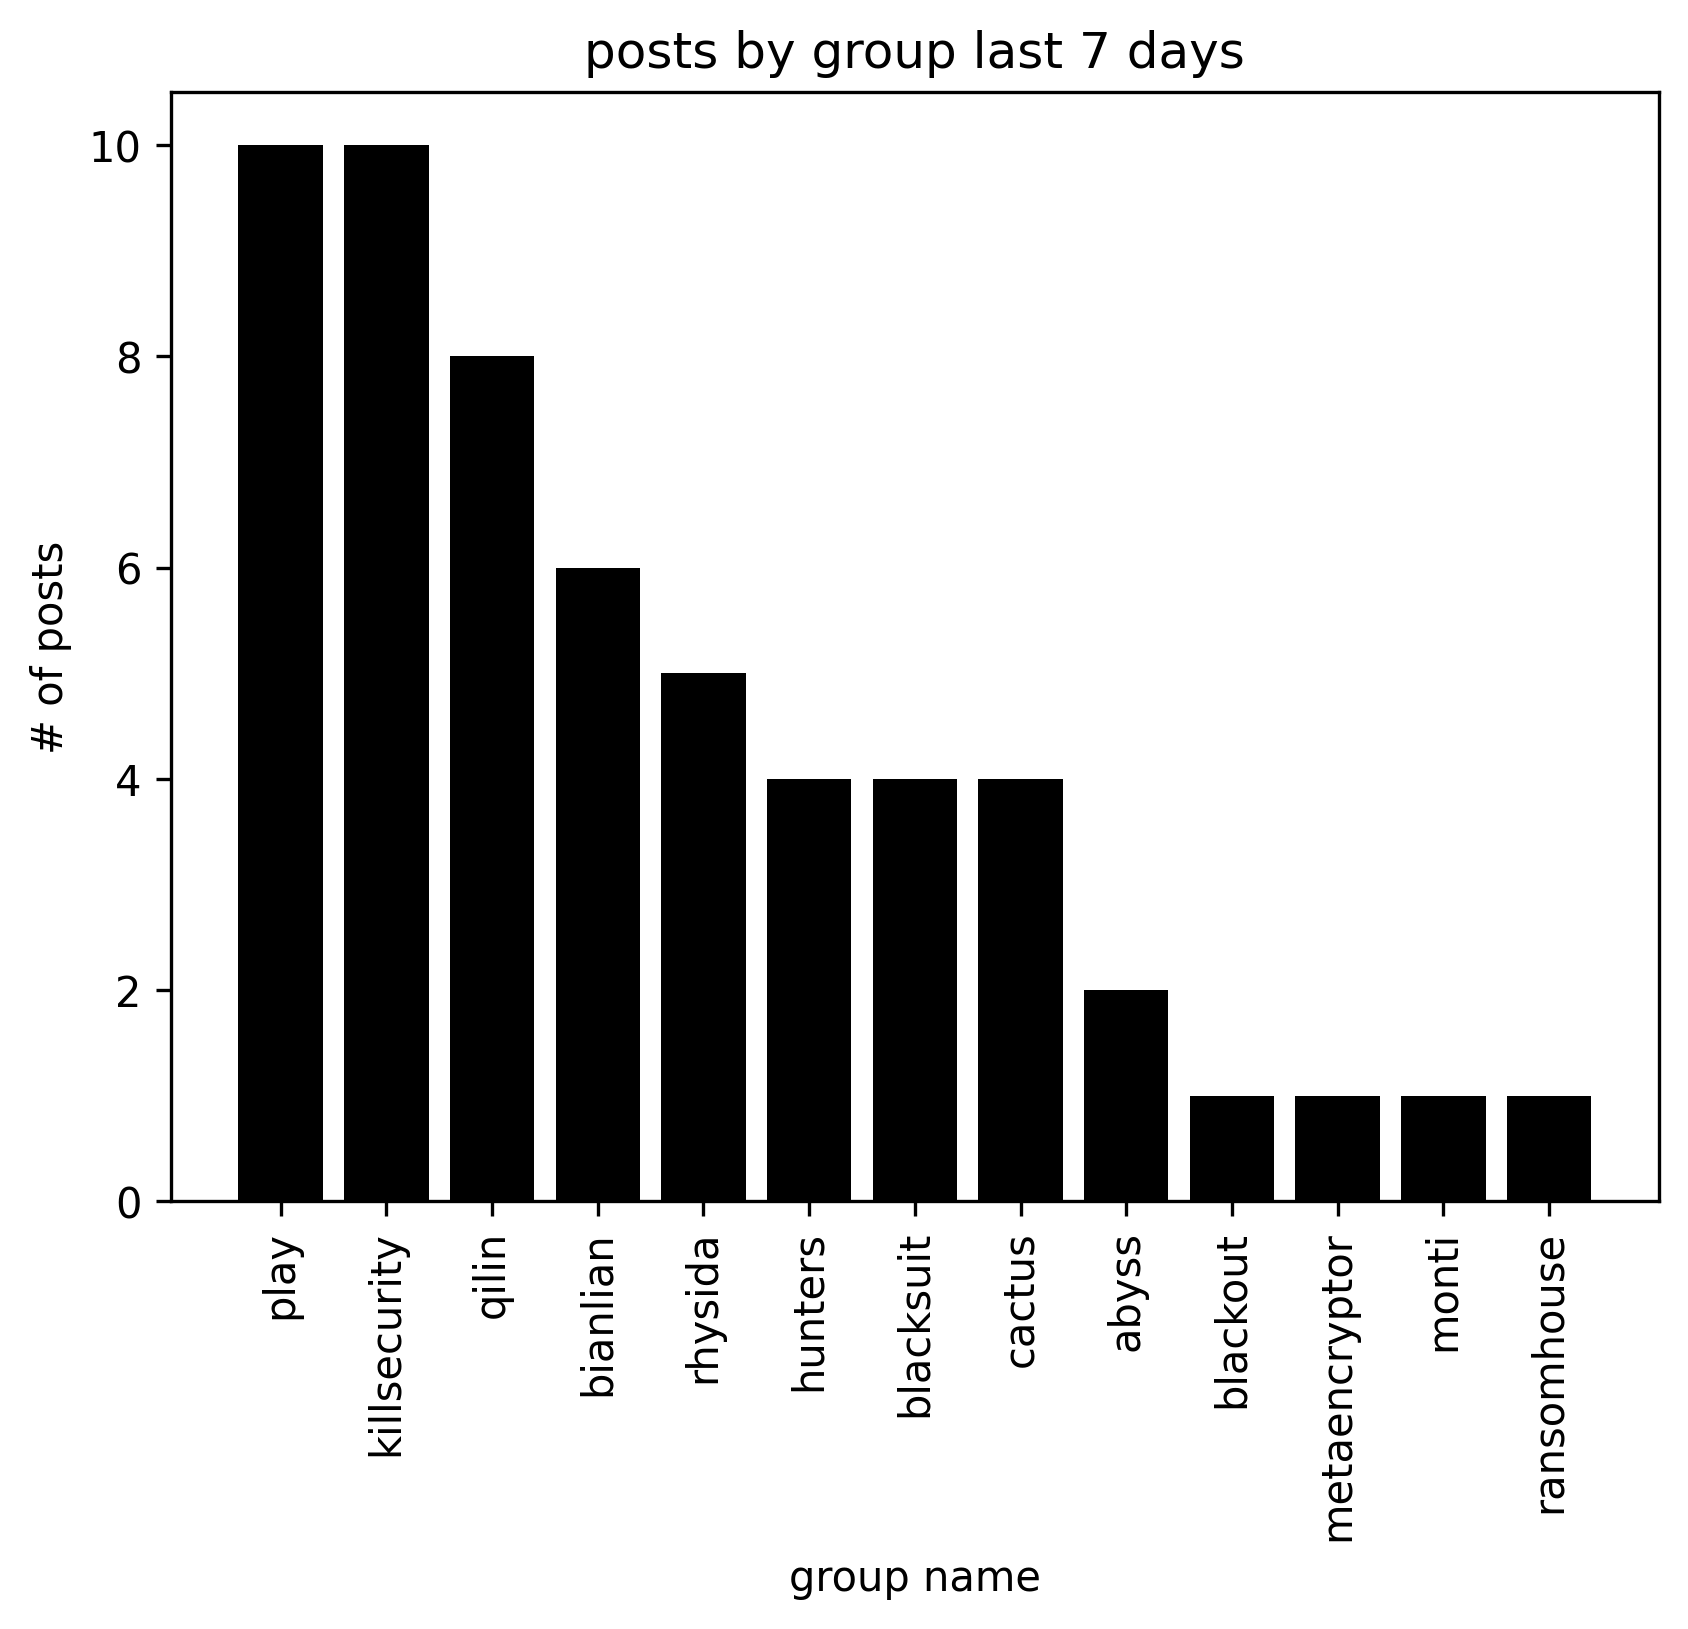 posts by group last 7 days
# of posts
10
8
6
4
2
0
play
killsecurity
qilin
bianlian
rhysida
hunters
blacksuit
cactus
abyss
blackout
metaencryptor
monti
ransomhouse
group name